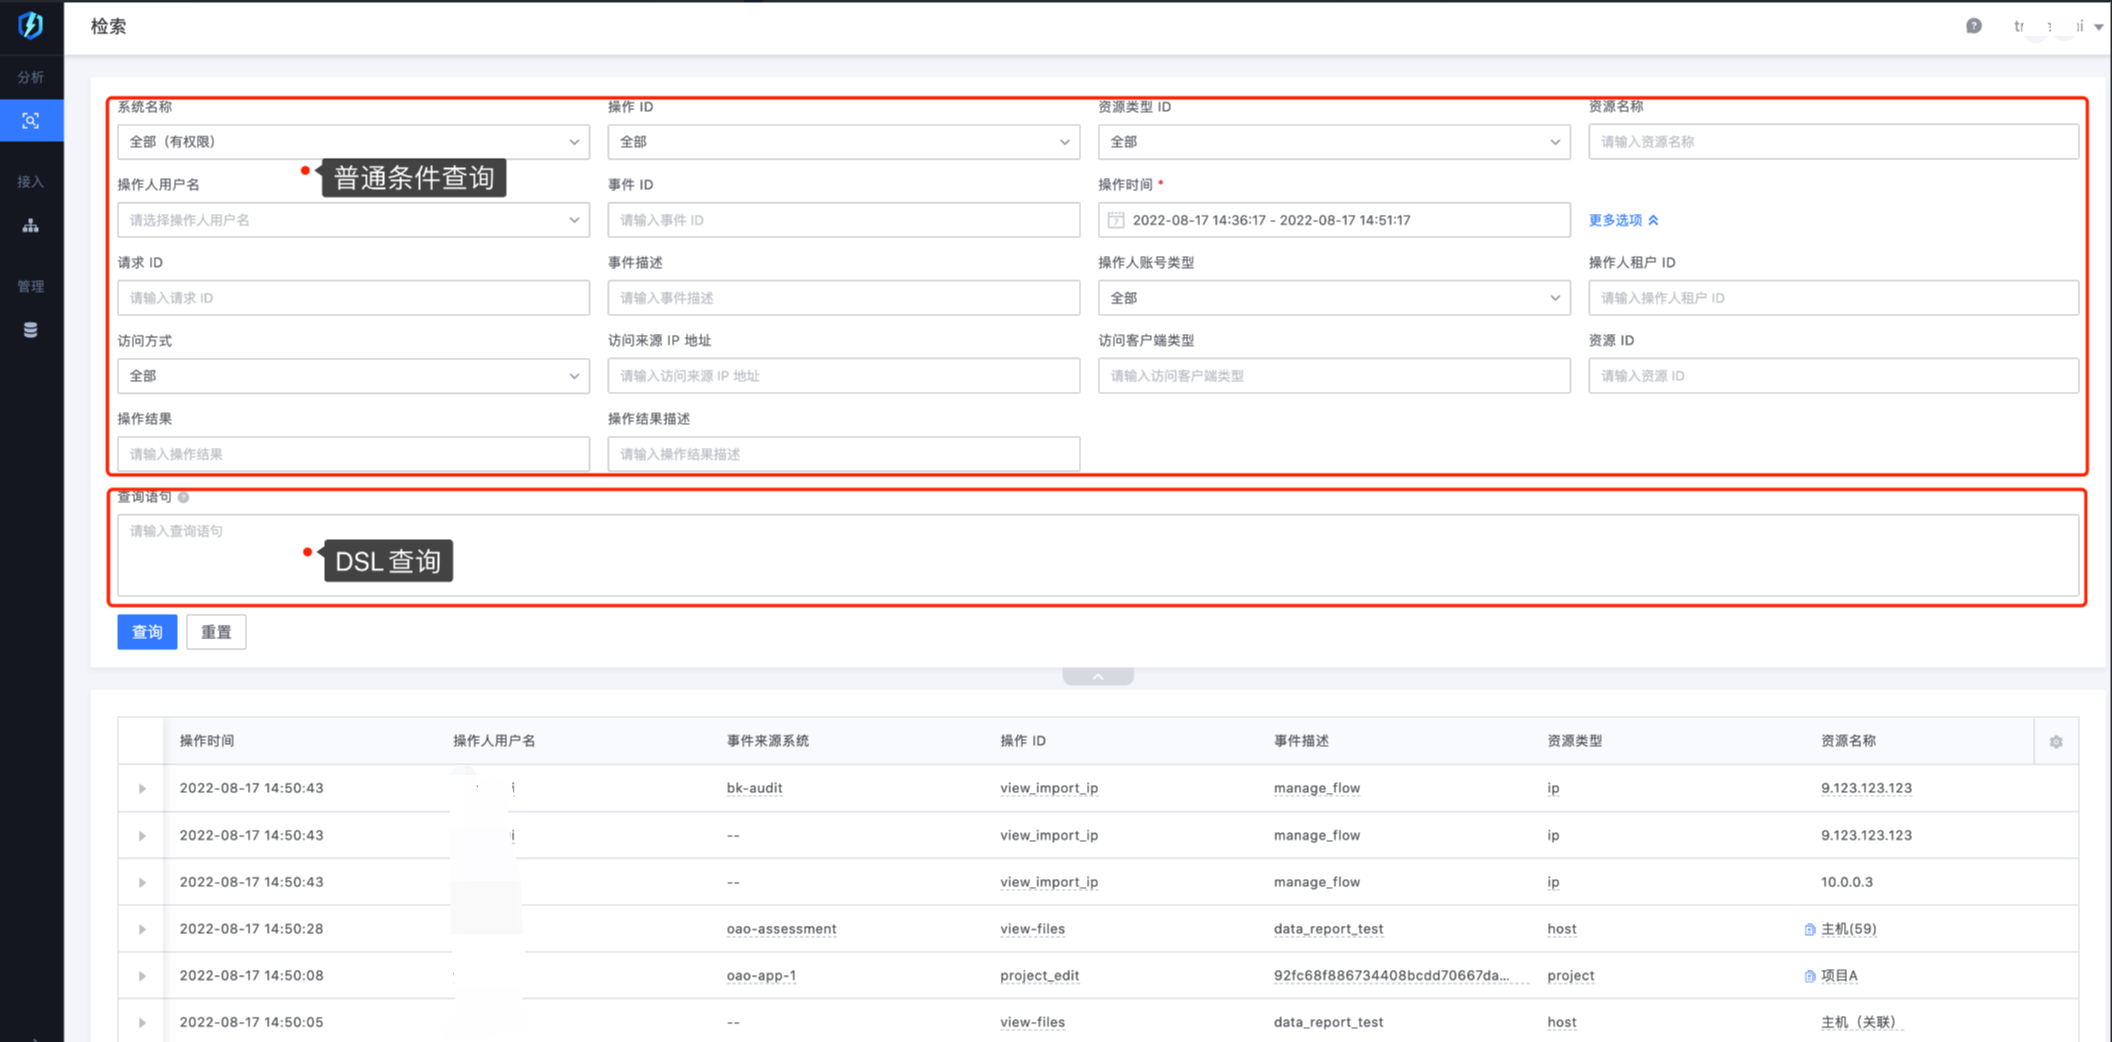 检索
分析
接入
管理
系统名称 操作 ID 资源类型 ID 资源名称
全部（有权限） 全部 全部 请输入资源名称
普通条件查询
操作人用户名 事件 ID 操作时间 *
请选择操作人用户名 请输入事件 ID 2022-08-17 14:36:17 - 2022-08-17 14:51:17 更多选项
请求 ID 事件描述 操作人账号类型 操作人租户 ID
请输入请求 ID 请输入事件描述 全部 请输入操作人租户 ID
访问方式 访问来源 IP 地址 访问客户端类型 资源 ID
全部 请输入访问来源 IP 地址 请输入访问客户端类型 请输入资源 ID
操作结果 操作结果描述
请输入操作结果 请输入操作结果描述
查询语句
请输入查询语句
DSL 查询
查询 重置
操作时间 操作人用户名 事件来源系统 操作 ID 事件描述 资源类型 资源名称
2022-08-17 14:50:43 bk-audit view_import_ip manage_flow ip 9.123.123.123
2022-08-17 14:50:43 -- view_import_ip manage_flow ip 9.123.123.123
2022-08-17 14:50:43 -- view_import_ip manage_flow ip 10.0.0.3
2022-08-17 14:50:28 oao-assessment view-files data_report_test host 主机(59)
2022-08-17 14:50:08 oao-app-1 project_edit 92fc68f886734408bcdd70667da... project 项目A
2022-08-17 14:50:05 -- view-files data_report_test host 主机（关联）